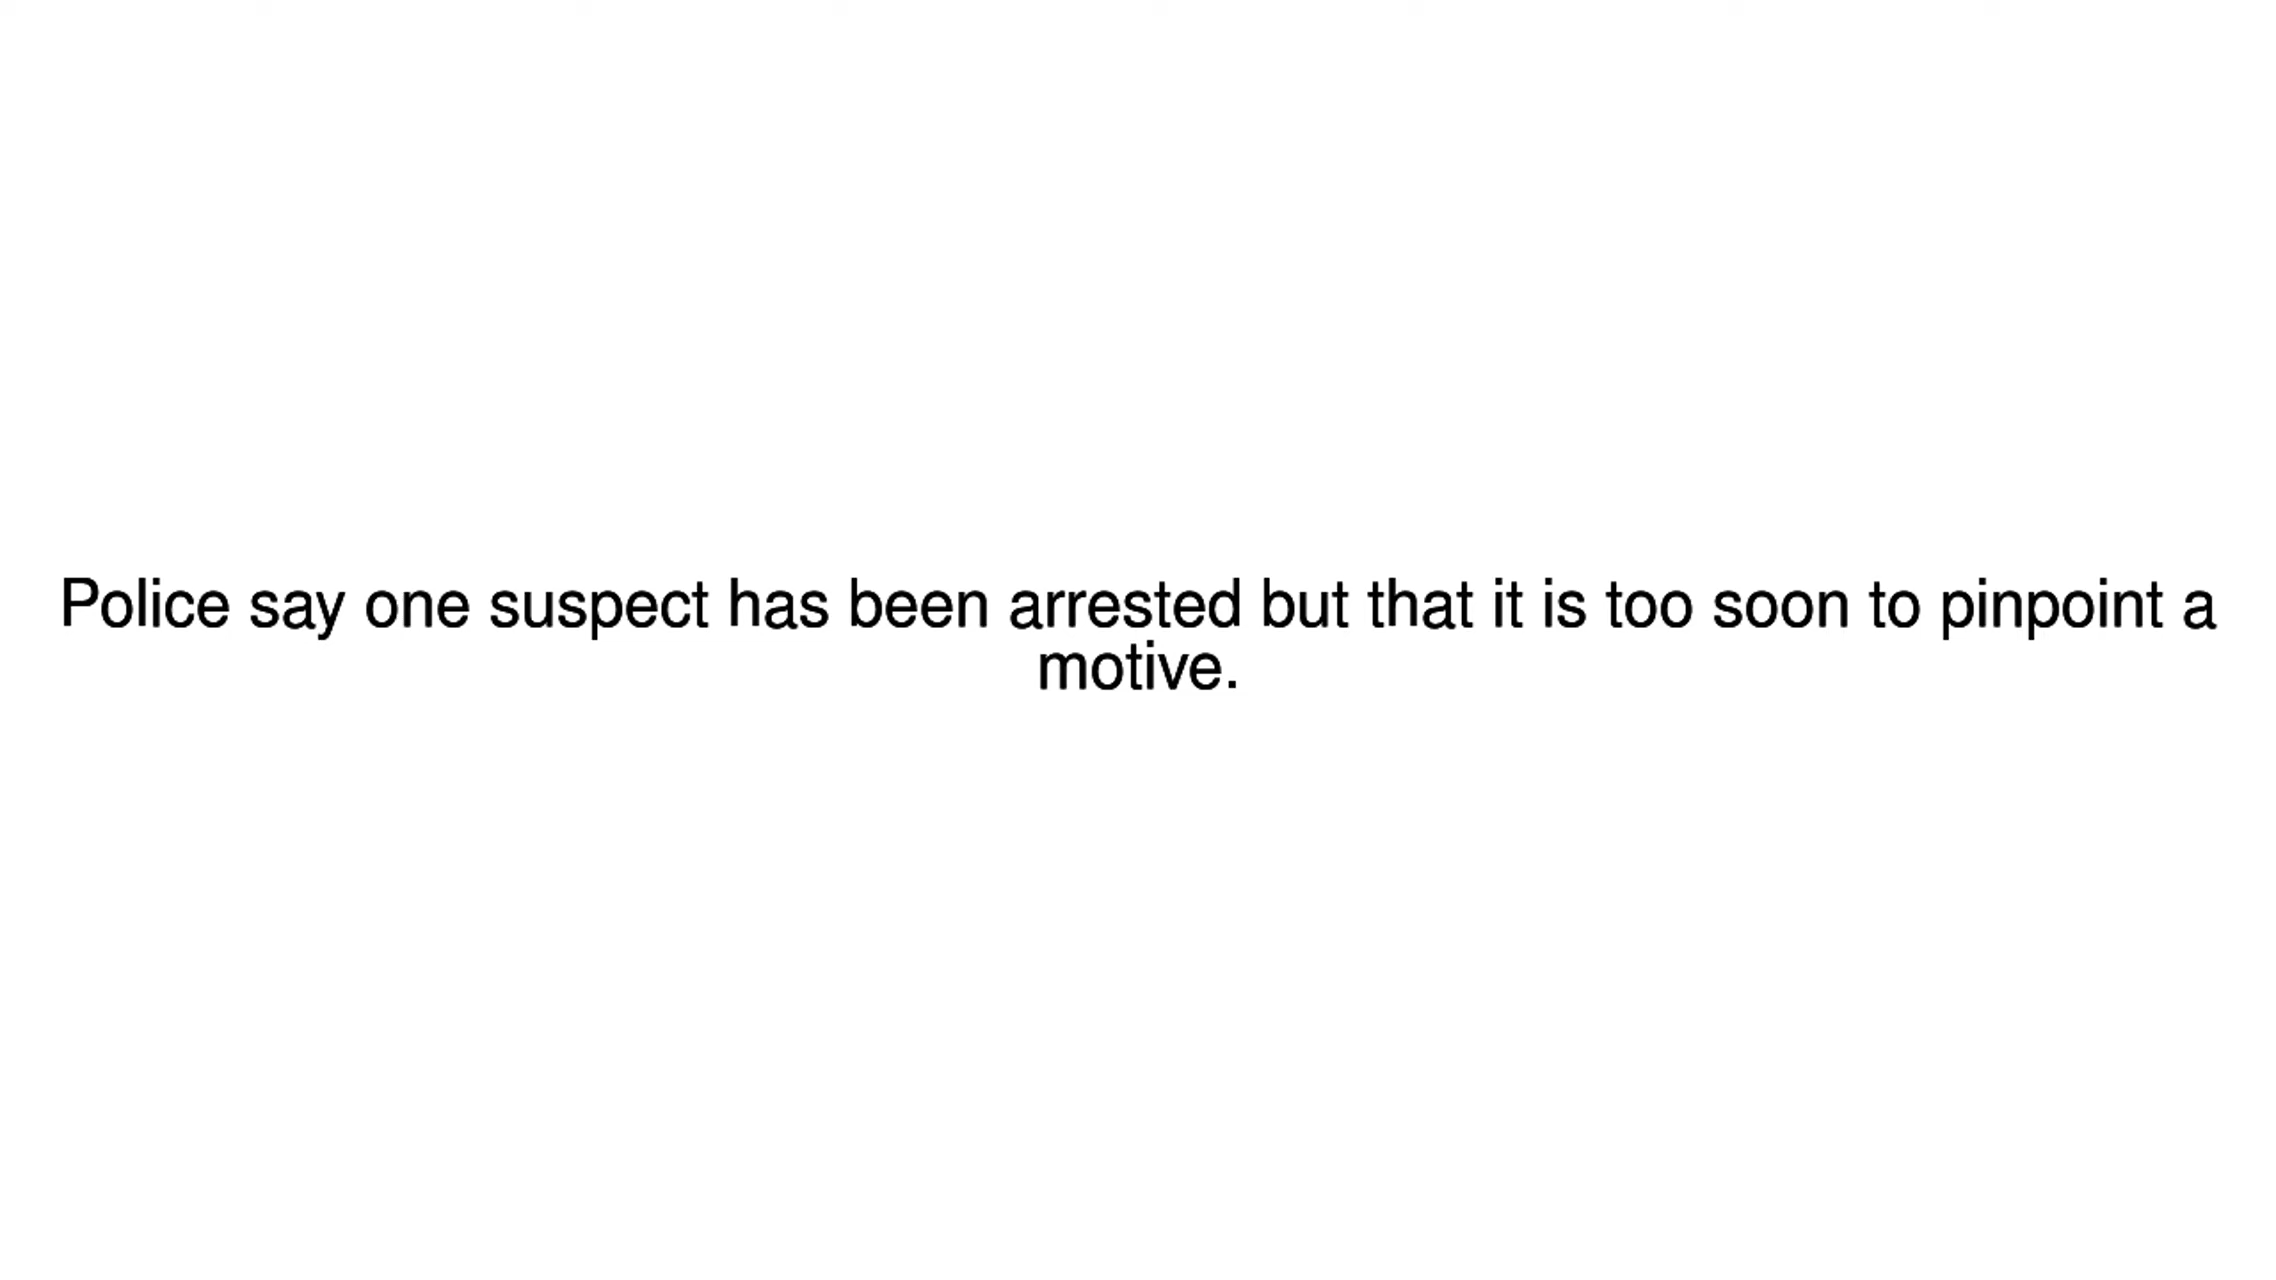 Police say one suspect has been arrested but that it is too soon to pinpoint a
motive.